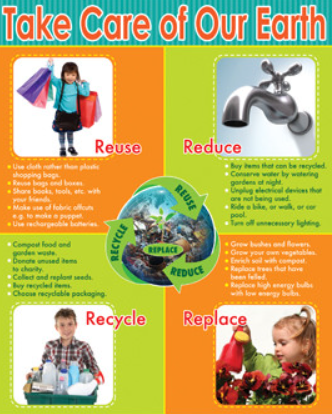 Take Care of Our Earth
Reuse
• Use cloth rather than plastic
shopping bags.
• Reuse bags and boxes.
• Share books, tools, etc. with
your friends.
• Make use of fabric offcuts
e.g. to make a puppet.
• Use rechargeable batteries.
Reduce
• Buy items that can be recycled.
• Conserve water by watering
gardens at night.
• Unplug electrical devices that
are not being used.
• Ride a bike, or walk, or car
pool.
• Turn off unnecessary lighting.
REUSE
RECYCLE
REPLACE
REDUCE
• Compost food and
garden waste.
• Donate unused items
to charity.
• Collect and replant seeds.
• Buy recycled items.
• Choose recyclable packaging.
Recycle
• Grow bushes and flowers.
• Grow your own vegetables.
• Enrich soil with compost.
• Replace trees that have
been felled.
• Replace high energy bulbs
with low energy bulbs.
Replace